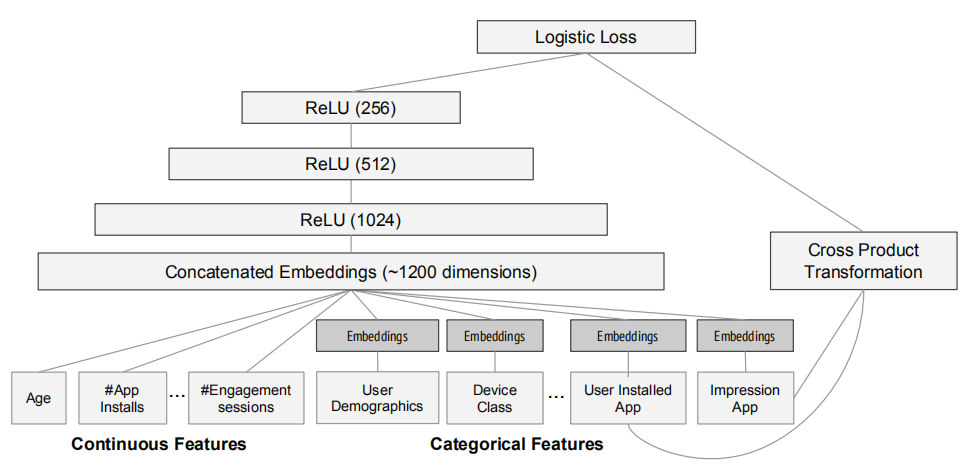 Logistic Loss
ReLU (256)
ReLU (512)
ReLU (1024)
Cross Product
Transformation
Concatenated Embeddings (~1200 dimensions)
Embeddings
Embeddings
Embeddings
Embeddings
Age
#App
Installs
...
#Engagement
sessions
User
Demographics
Device
Class
...
User Installed
App
Impression
App
Continuous Features
Categorical Features